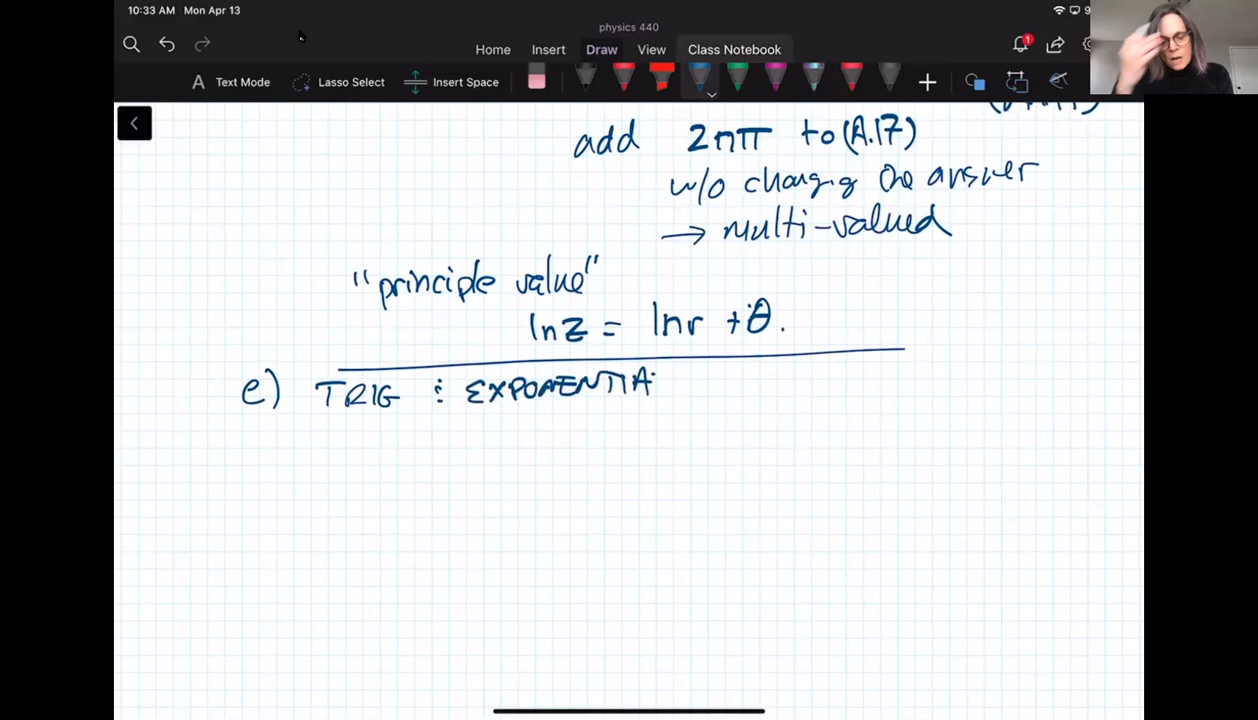 10:33 AM Mon Apr 13
physics 440
Home Insert Draw View Class Notebook
1
Text Mode Lasso Select Insert Space
add 2nπ to (A.17)
w/o changing the answer
→ multi-valued
"principle value"
ln z = ln r + iθ.
e) TRIG & EXPONENTIA